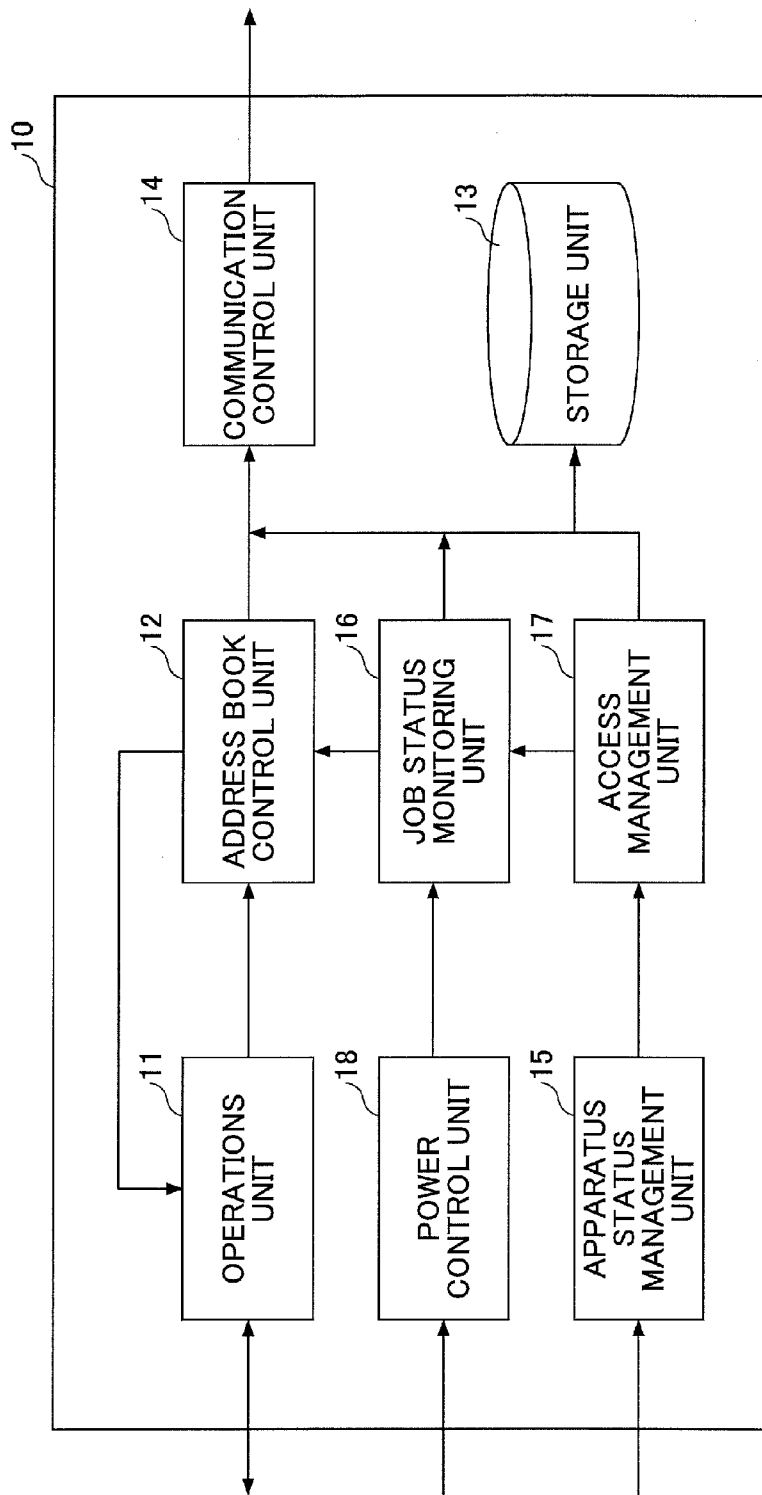 10
11
OPERATIONS
UNIT
12
ADDRESS BOOK
CONTROL UNIT
14
COMMUNICATION
CONTROL UNIT
18
POWER
CONTROL UNIT
16
JOB STATUS
MONITORING
UNIT
13
STORAGE UNIT
15
APPARATUS
STATUS
MANAGEMENT
UNIT
17
ACCESS
MANAGEMENT
UNIT